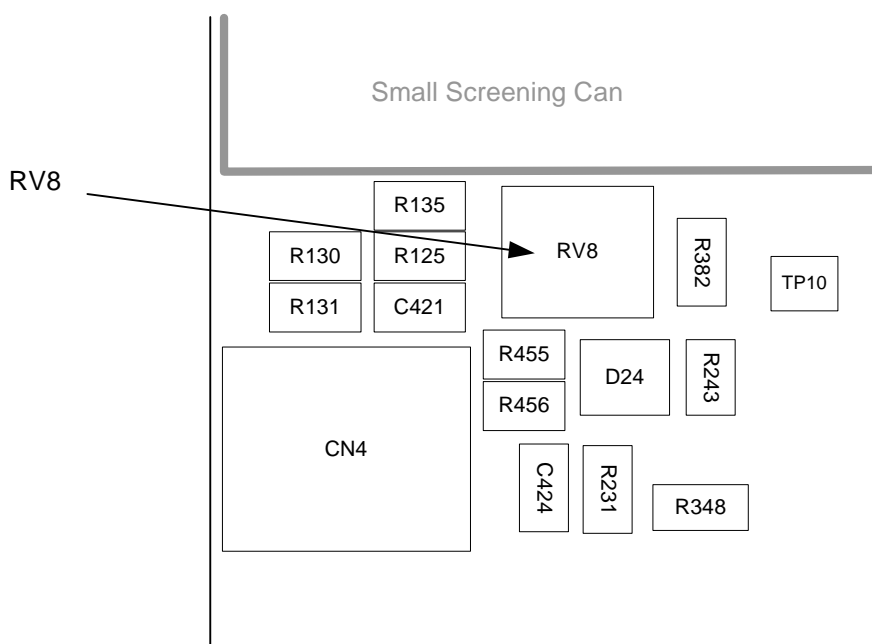 Small Screening Can
RV8
R135
R130
R125
RV8
R382
TP10
R131
C421
R455
D24
R243
R456
CN4
C424
R231
R348